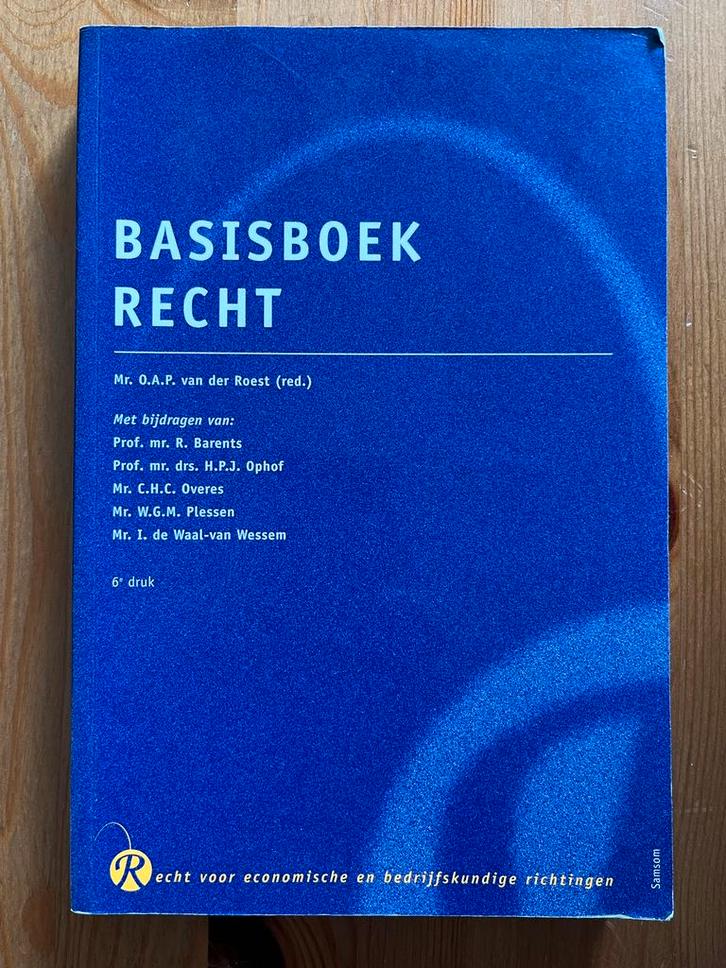 BASISBOEK
RECHT
Mr. O.A.P. van der Roest (red.)
Met bijdragen van:
Prof. mr. R. Barents
Prof. mr. drs. H.P.J. Ophof
Mr. C.H.C. Overes
Mr. W.G.M. Plessen
Mr. I. de Waal-van Wessem
6e druk
Recht voor economische en bedrijfskundige richtingen
Samsom